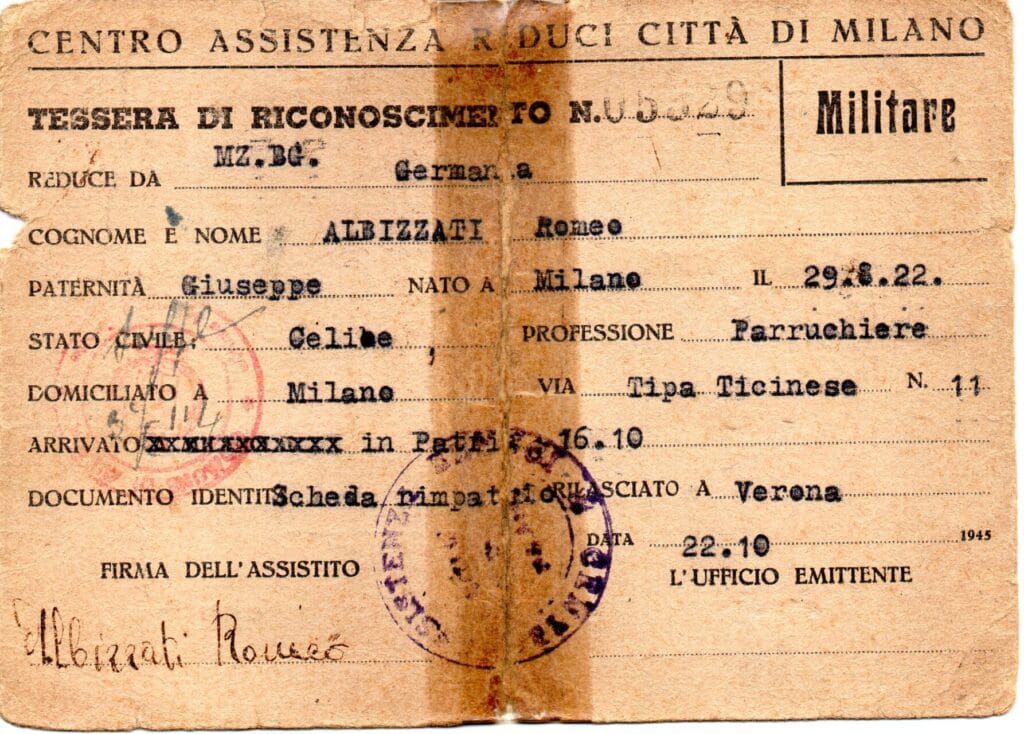 CENTRO ASSISTENZA R DUCI CITTÀ DI MILANO
TESSERA DI RICONOSCIMENTO N. Militare
MZ.BG.
REDUCE DA Germania
COGNOME E NOME ALBIZZATI Romeo
PATERNITÀ Giuseppe NATO A Milano IL 29.8.22.
STATO CIVILE Celibe, PROFESSIONE Parruchiere
DOMICILIATO A Milano VIA Tipa Ticinese N. 11
ARRIVATO xxxxxxxxxxxx in Patria 16.10
DOCUMENTO IDENTIT Scheda rimpatrio RILASCIATO A Verona
DATA 22.10 1945
FIRMA DELL'ASSISTITO L'UFFICIO EMITTENTE
Albizzati Romeo